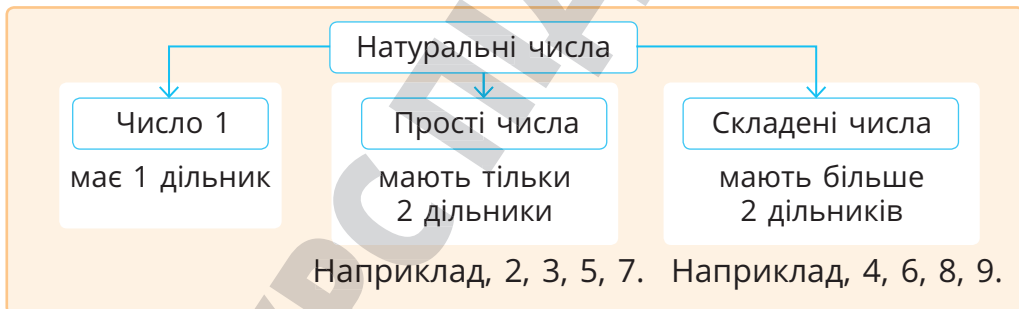 Натуральні числа
Число 1
Прості числа
Складені числа
має 1 дільник
мають тільки
2 дільники
мають більше
2 дільників
Наприклад, 2, 3, 5, 7.
Наприклад, 4, 6, 8, 9.